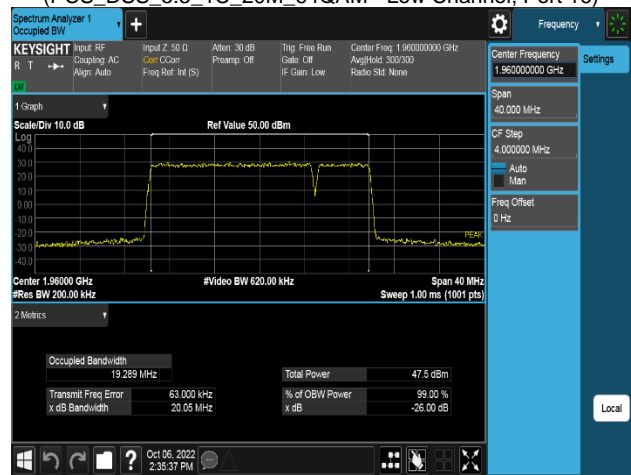 Spectrum Analyzer 1
Occupied BW
Frequency
KEYSIGHT
R T
LW
Input: RF
Coupling: AC
Align: Auto
Input Z: 50 Ω
Corr CCorr
Freq Ref: Int (S)
Atten: 30 dB
Preamp: Off
Trig: Free Run
Gate: Off
IF Gain: Low
Center Freq: 1.960000000 GHz
Avg|Hold: 300/300
Radio Std: None
Center Frequency
1.960000000 GHz
Settings
Span
40.000 MHz
CF Step
4.000000 MHz
Auto
Man
Freq Offset
0 Hz
1 Graph
Scale/Div 10.0 dB
Ref Value 50.00 dBm
Log
40.0
30.0
20.0
10.0
0.00
-10.0
-20.0
-30.0
-40.0
PEAK
Center 1.96000 GHz
#Video BW 620.00 kHz
Span 40 MHz
#Res BW 200.00 kHz
Sweep 1.00 ms (1001 pts)
2 Metrics
Occupied Bandwidth
19.289 MHz
Total Power 47.5 dBm
Transmit Freq Error 63.000 kHz
% of OBW Power 99.00 %
x dB Bandwidth 20.05 MHz
x dB -26.00 dB
Local
?
Oct 06, 2022
2:35:37 PM